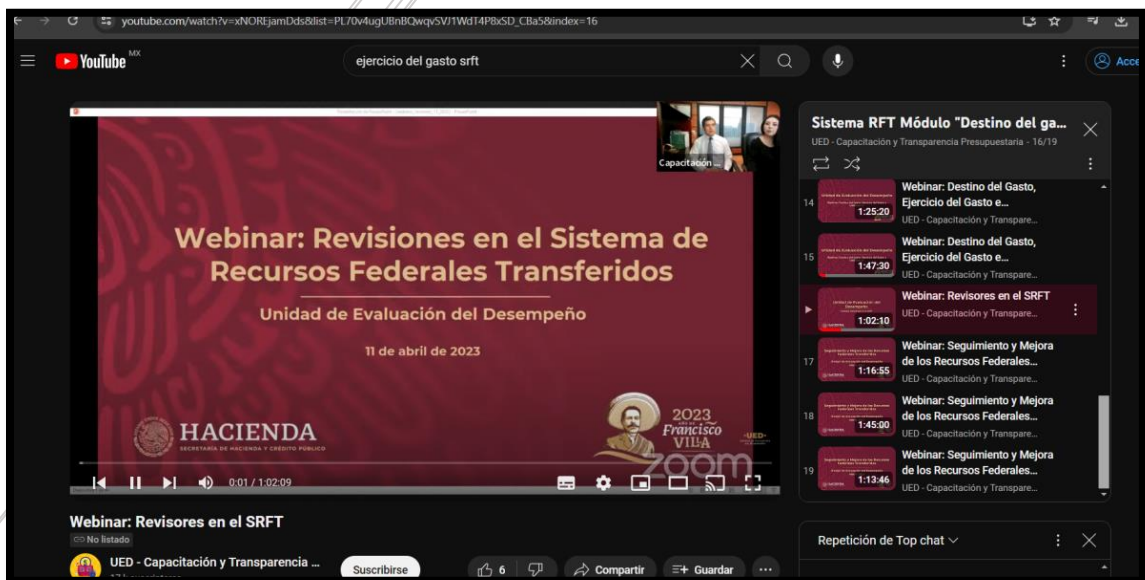 youtube.com/watch?v=xNOREjamDds&list=PL70v4ugUBnBQwqvSVJ1WdT4P8xSD_CBa5&index=16
YouTube MX
ejercicio del gasto srft
Acce
Capacitación ...
Webinar: Revisiones en el Sistema de
Recursos Federales Transferidos
Unidad de Evaluación del Desempeño
11 de abril de 2023
HACIENDA
SECRETARÍA DE HACIENDA Y CRÉDITO PÚBLICO
2023
Francisco
VILLA
-UED-
zoom
0:01 / 1:02:09
Webinar: Revisores en el SRFT
No listado
UED - Capacitación y Transparencia ...
Suscribirse
6
Compartir
Guardar
Sistema RFT Módulo "Destino del ga...
UED - Capacitación y Transparencia Presupuestaria - 16/19
14
1:25:20
Webinar: Destino del Gasto,
Ejercicio del Gasto e...
UED - Capacitación y Transpare...
15
1:47:30
Webinar: Destino del Gasto,
Ejercicio del Gasto e...
UED - Capacitación y Transpare...
1:02:10
Webinar: Revisores en el SRFT
UED - Capacitación y Transpare...
17
1:16:55
Webinar: Seguimiento y Mejora
de los Recursos Federales...
UED - Capacitación y Transpare...
18
1:45:00
Webinar: Seguimiento y Mejora
de los Recursos Federales...
UED - Capacitación y Transpare...
19
1:13:46
Webinar: Seguimiento y Mejora
de los Recursos Federales...
UED - Capacitación y Transpare...
Repetición de Top chat